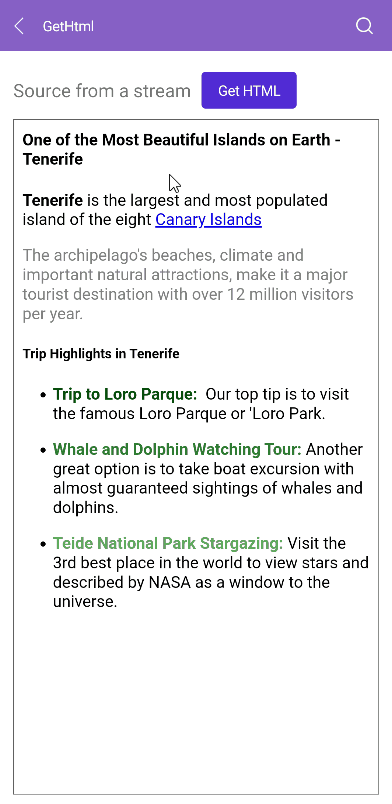 GetHtml
Source from a stream
Get HTML
One of the Most Beautiful Islands on Earth -
Tenerife
Tenerife is the largest and most populated
island of the eight Canary Islands
The archipelago's beaches, climate and
important natural attractions, make it a major
tourist destination with over 12 million visitors
per year.
Trip Highlights in Tenerife
• Trip to Loro Parque: Our top tip is to visit
the famous Loro Parque or 'Loro Park.
• Whale and Dolphin Watching Tour: Another
great option is to take boat excursion with
almost guaranteed sightings of whales and
dolphins.
• Teide National Park Stargazing: Visit the
3rd best place in the world to view stars and
described by NASA as a window to the
universe.